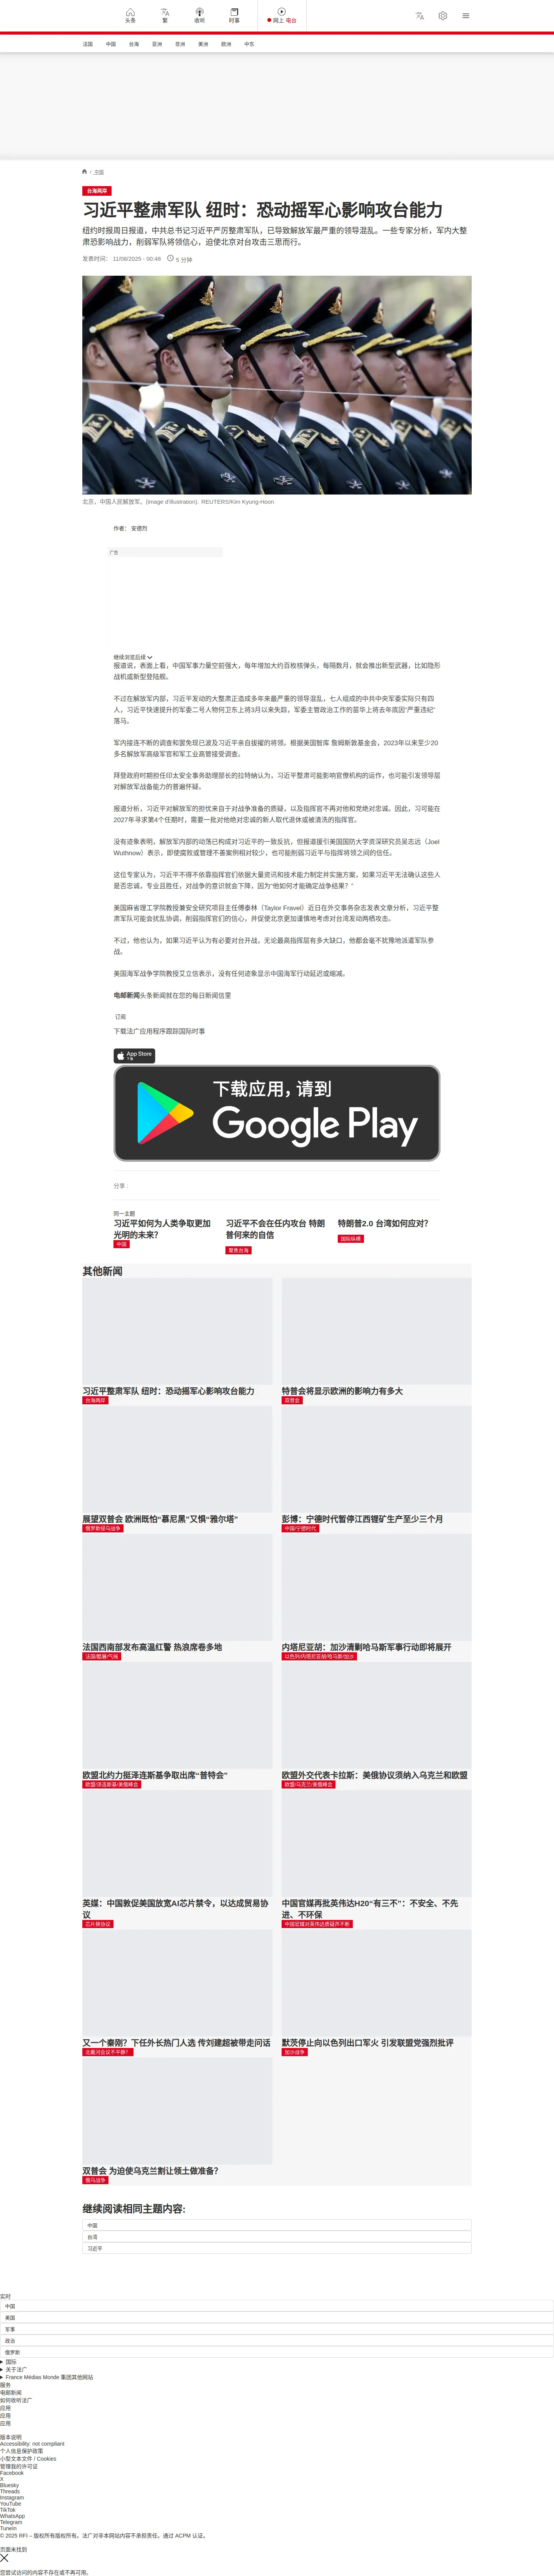 头条
繁
收听
时事
网上 电台
法国
中国
台海
亚洲
非洲
美洲
欧洲
中东
/ 中国
台海两岸
习近平整肃军队 纽时：恐动摇军心影响攻台能力
纽约时报周日报道，中共总书记习近平严厉整肃军队，已导致解放军最严重的领导混乱。一些专家分析，军内大整
肃恐影响战力，削弱军队将领信心，迫使北京对台攻击三思而行。
发表时间： 11/08/2025 - 00:48
5 分钟
北京，中国人民解放军。(image d'illustration). REUTERS/Kim Kyung-Hoon
作者： 安德烈
广告
继续浏览后续
报道说，表面上看，中国军事力量空前强大，每年增加大约百枚核弹头，每隔数月，就会推出新型武器，比如隐形
战机或新型登陆舰。
不过在解放军内部，习近平发动的大整肃正造成多年来最严重的领导混乱，七人组成的中共中央军委实际只有四
人，习近平快速提升的军委二号人物何卫东上将3月以来失踪，军委主管政治工作的苗华上将去年底因“严重违纪”
落马。
军内接连不断的调查和罢免现已波及习近平亲自拔擢的将领。根据美国智库 詹姆斯敦基金会，2023年以来至少20
多名解放军高级军官和军工业高管接受调查。
拜登政府时期担任印太安全事务助理部长的拉特纳认为，习近平整肃可能影响官僚机构的运作，也可能引发领导层
对解放军战备能力的普遍怀疑。
报道分析，习近平对解放军的担忧来自于对战争准备的质疑，以及指挥官不再对他和党绝对忠诚。因此，习可能在
2027年寻求第4个任期时，需要一批对他绝对忠诚的新人取代退休或被清洗的指挥官。
没有迹象表明，解放军内部的动荡已构成对习近平的一致反抗，但报道援引美国国防大学资深研究员吴志远（Joel
Wuthnow）表示，即使腐败或管理不善案例相对较少，也可能削弱习近平与指挥将领之间的信任。
这位专家认为，习近平不得不依靠指挥官们依据大量资讯和技术能力制定并实施方案，如果习近平无法确认这些人
是否忠诚、专业且胜任，对战争的意识就会下降，因为“他如何才能确定战争结果？”
美国麻省理工学院教授兼安全研究项目主任傅泰林（Taylor Fravel）近日在外交事务杂志发表文章分析，习近平整
肃军队可能会扰乱协调，削弱指挥官们的信心，并促使北京更加谨慎地考虑对台湾发动两栖攻击。
不过，他也认为，如果习近平认为有必要对台开战，无论最高指挥层有多大缺口，他都会毫不犹豫地派遣军队参
战。
美国海军战争学院教授艾立信表示，没有任何迹象显示中国海军行动延迟或缩减。
电邮新闻头条新闻就在您的每日新闻信里
订阅
下载法广应用程序跟踪国际时事
App Store
下载
下载应用，请到
Google Play
分享 :
同一主题
习近平如何为人类争取更加
光明的未来？
中国
习近平不会在任内攻台 特朗
普何来的自信
聚焦台海
特朗普2.0 台湾如何应对？
国际纵横
其他新闻
习近平整肃军队 纽时：恐动摇军心影响攻台能力
台海两岸
特普会将显示欧洲的影响力有多大
双普会
展望双普会 欧洲既怕“慕尼黑”又惧“雅尔塔”
俄罗斯侵乌战争
彭博：宁德时代暂停江西锂矿生产至少三个月
中国/宁德时代
法国西南部发布高温红警 热浪席卷多地
法国/酷暑/气候
内塔尼亚胡：加沙清剿哈马斯军事行动即将展开
以色列/内塔尼亚胡/哈马斯/加沙
欧盟北约力挺泽连斯基争取出席“普特会”
欧盟/泽连斯基/美俄峰会
欧盟外交代表卡拉斯：美俄协议须纳入乌克兰和欧盟
欧盟/乌克兰/美俄峰会
英媒：中国敦促美国放宽AI芯片禁令，以达成贸易协
议
芯片换协议
中国官媒再批英伟达H20“有三不”：不安全、不先
进、不环保
中国官媒对英伟达质疑声不断
又一个秦刚？下任外长热门人选 传刘建超被带走问话
北戴河会议不平静？
默茨停止向以色列出口军火 引发联盟党强烈批评
加沙战争
双普会 为迫使乌克兰割让领土做准备？
俄乌战争
继续阅读相同主题内容:
中国
台湾
习近平
实时
中国
美国
军事
政治
俄罗斯
国际
关于法广
France Médias Monde 集团其他网站
服务
电邮新闻
如何收听法广
应用
应用
应用
版本说明
Accessibility: not compliant
个人信息保护政策
小型文本文件 / Cookies
管理我的许可证
Facebook
X
Bluesky
Threads
Instagram
YouTube
TikTok
WhatsApp
Telegram
TuneIn
© 2025 RFI – 版权所有版权所有。法广对非本网站内容不承担责任。通过 ACPM 认证。
页面未找到
您尝试访问的内容不存在或不再可用。